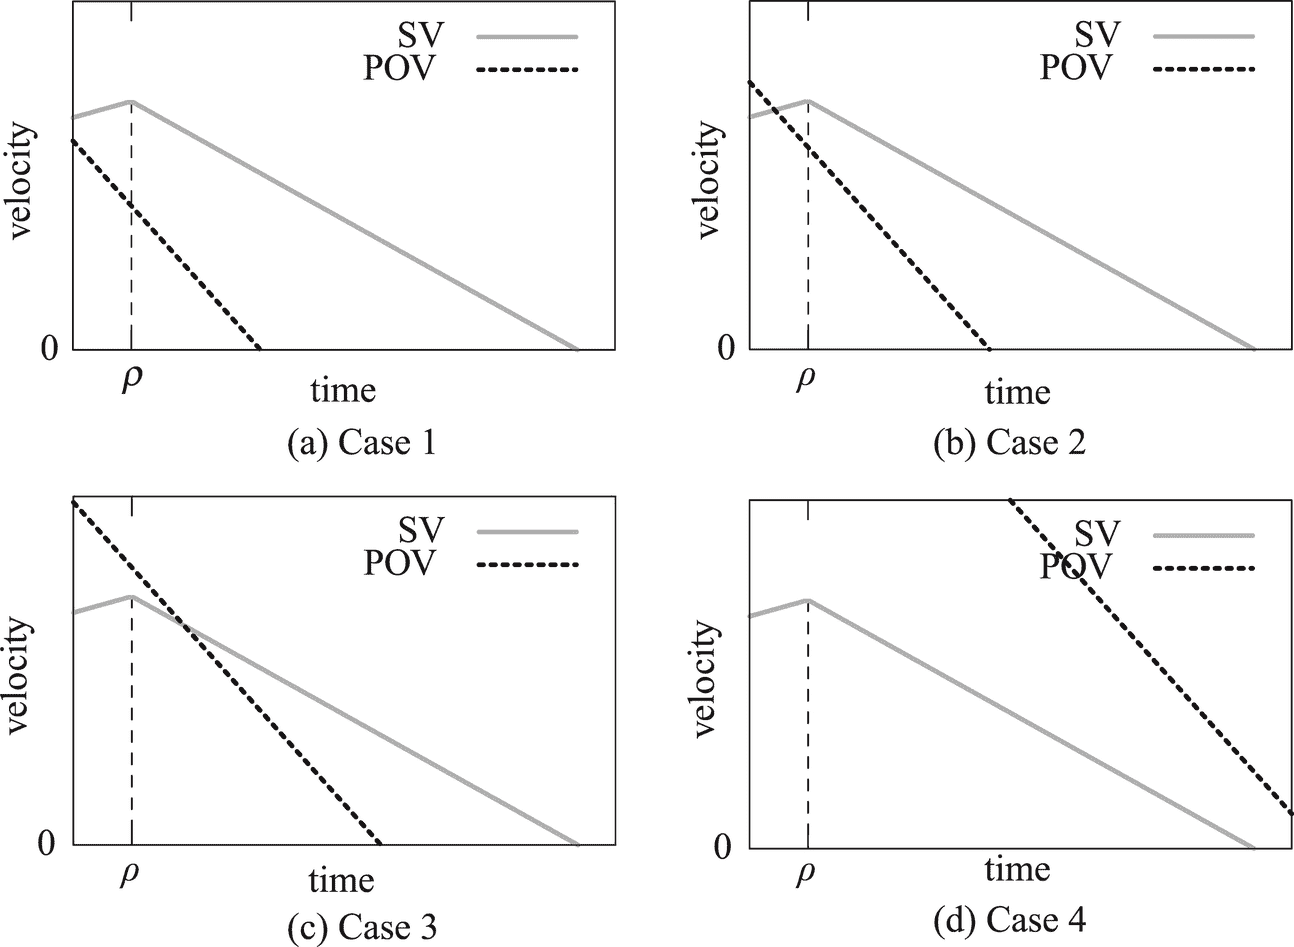 SV
POV
velocity
0
ρ
time
(a) Case 1
SV
POV
velocity
0
ρ
time
(b) Case 2
SV
POV
velocity
0
ρ
time
(c) Case 3
SV
POV
velocity
0
ρ
time
(d) Case 4